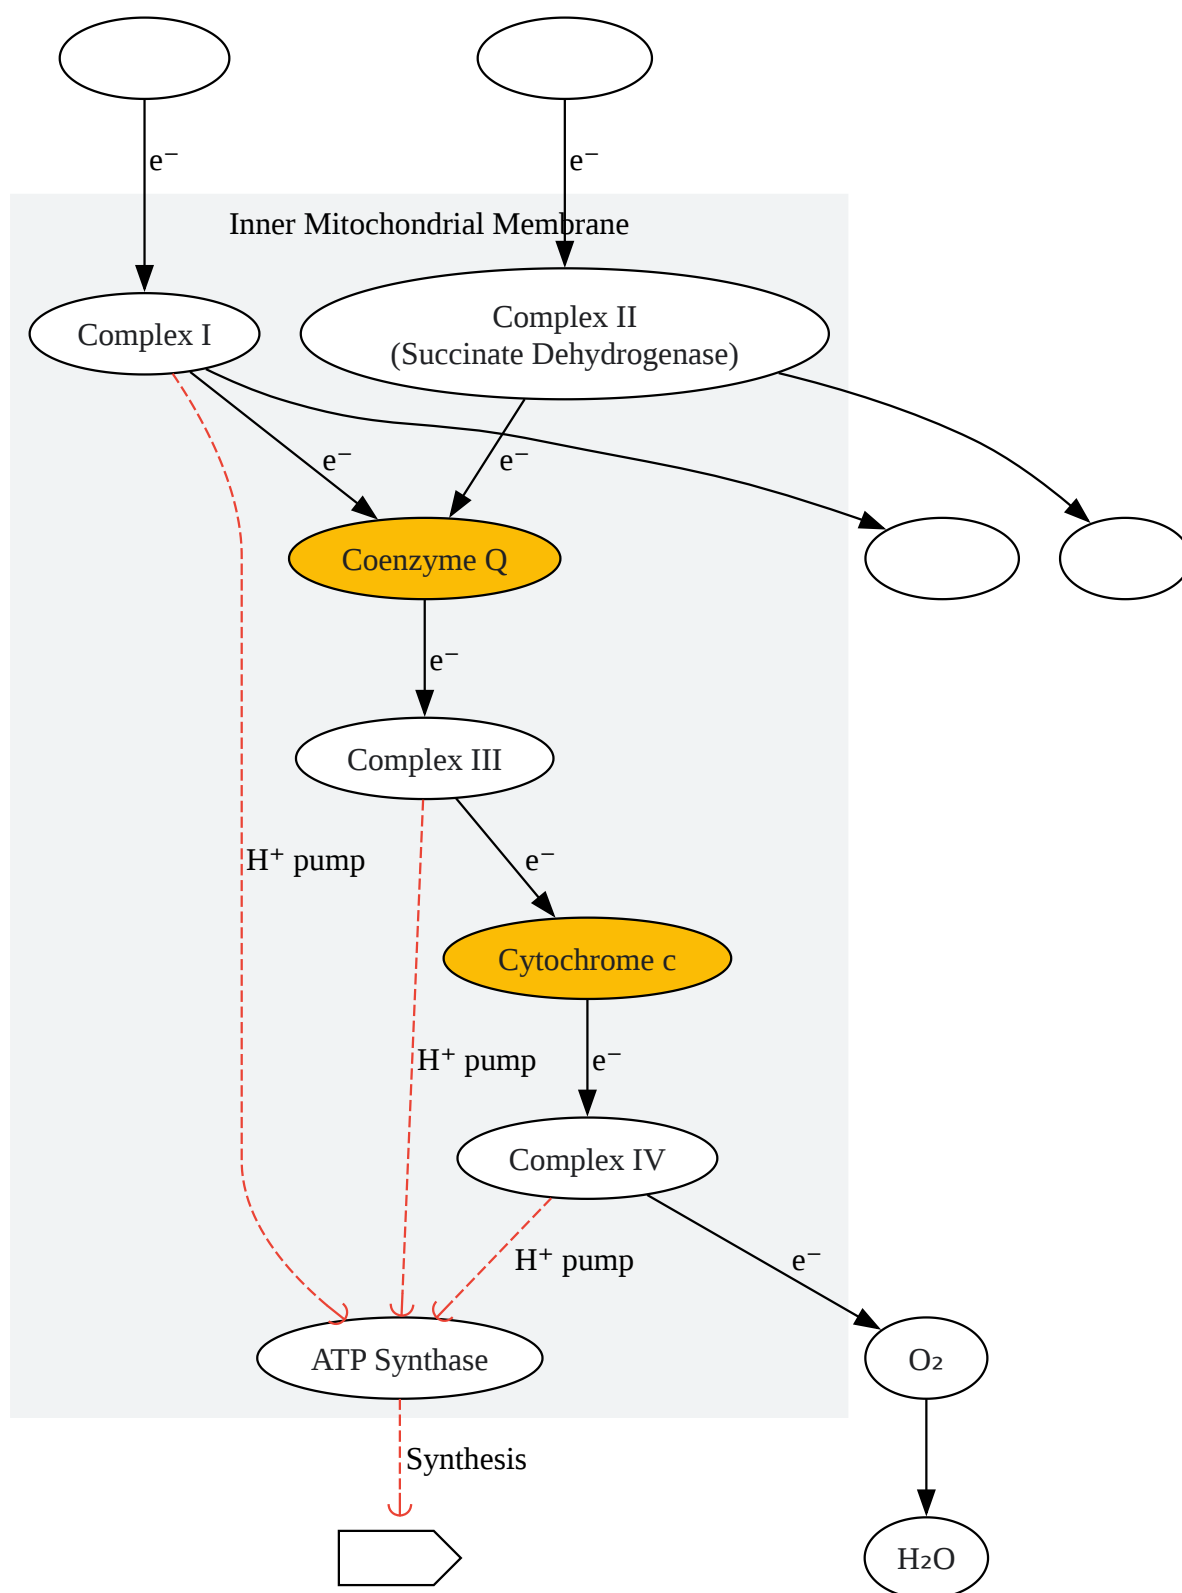 e⁻
e⁻
Inner Mitochondrial Membrane
Complex I
Complex II
(Succinate Dehydrogenase)
e⁻
e⁻
Coenzyme Q
e⁻
Complex III
H⁺ pump
e⁻
Cytochrome c
H⁺ pump
e⁻
Complex IV
H⁺ pump
e⁻
ATP Synthase
O₂
Synthesis
H₂O